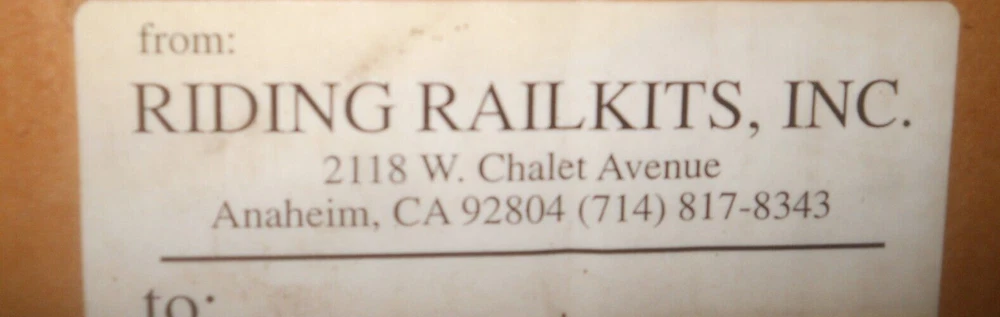 from:
RIDING RAILKITS, INC.
2118 W. Chalet Avenue
Anaheim, CA 92804 (714) 817-8343
to: